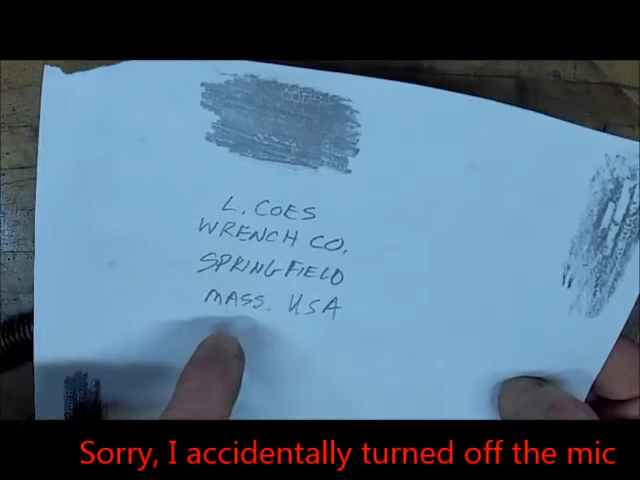 L. COES
WRENCH CO.
SPRINGFIELD
MASS. USA
Sorry, I accidentally turned off the mic